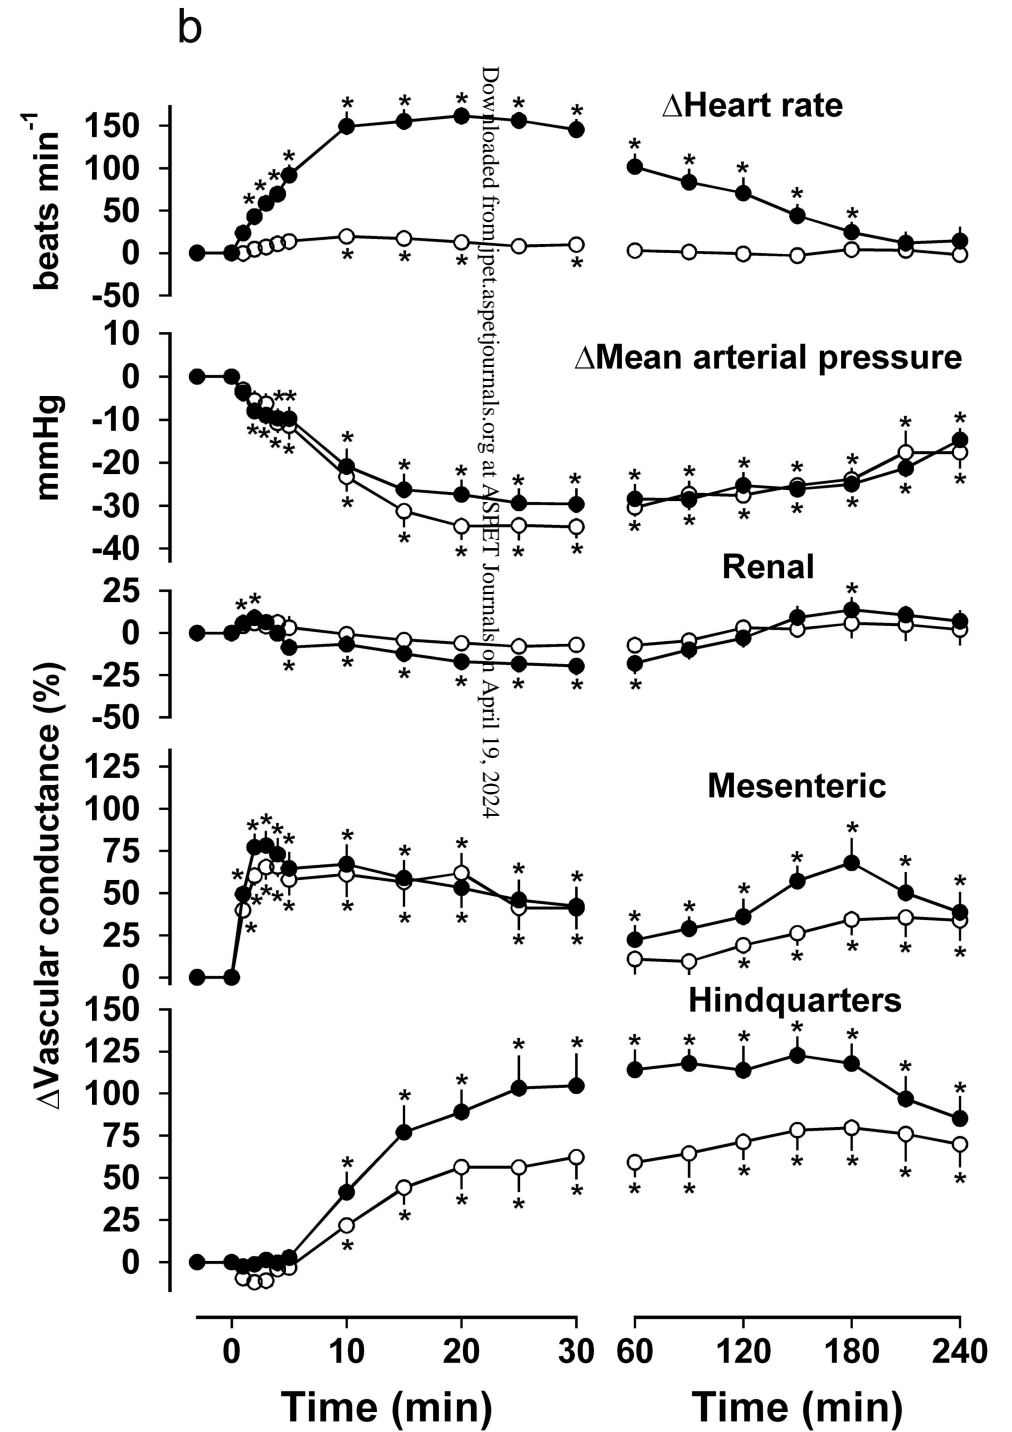 b
ΔHeart rate
beats min-1
150
100
50
0
-50
ΔMean arterial pressure
mmHg
10
0
-10
-20
-30
-40
Renal
ΔVascular conductance (%)
25
0
-25
-50
Mesenteric
125
100
75
50
25
0
Hindquarters
150
125
100
75
50
25
0
0 10 20 30 60 120 180 240
Time (min) Time (min)
Downloaded from jpet.aspetjournals.org at ASPET Journals on April 19, 2024